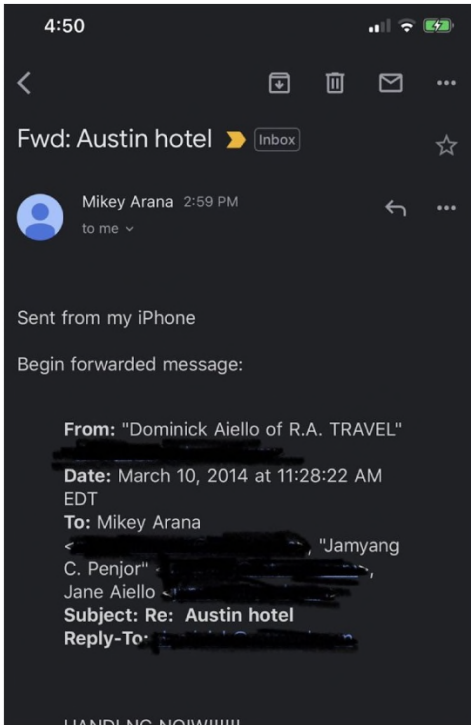 4:50
Fwd: Austin hotel Inbox
Mikey Arana 2:59 PM
to me
Sent from my iPhone
Begin forwarded message:
From: "Dominick Aiello of R.A. TRAVEL"
Date: March 10, 2014 at 11:28:22 AM
EDT
To: Mikey Arana
<, "Jamyang
C. Penjor" <,
Jane Aiello <
Subject: Re: Austin hotel
Reply-To: